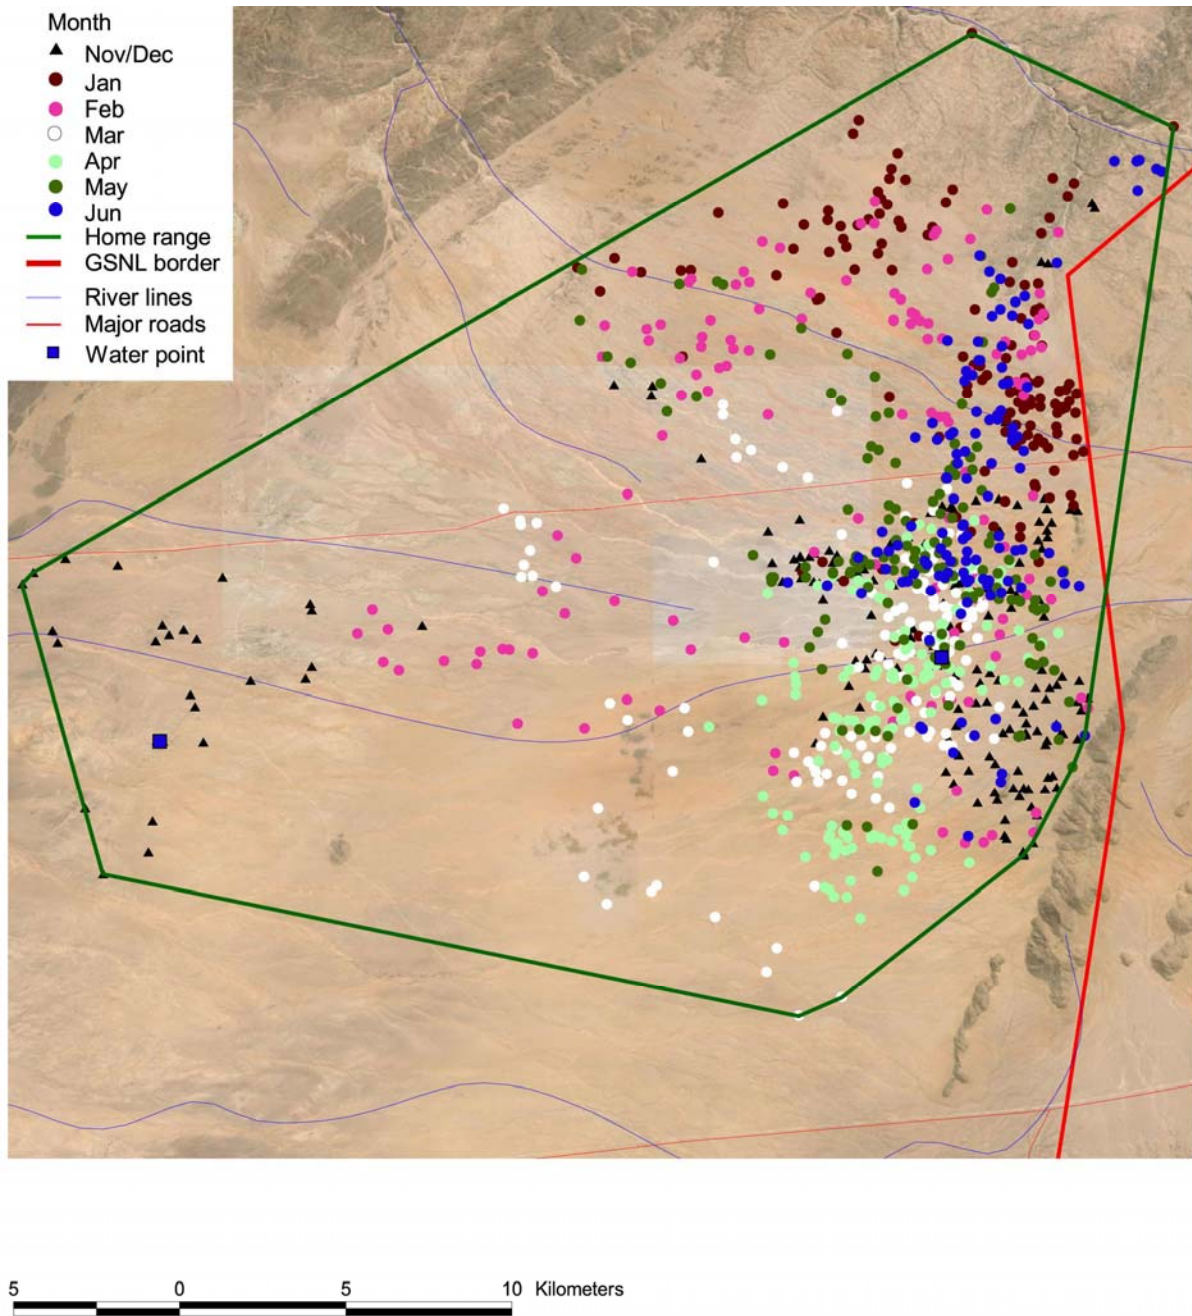 Month
Nov/Dec
Jan
Feb
Mar
Apr
May
Jun
Home range
GSNL border
River lines
Major roads
Water point
5 0 5 10 Kilometers